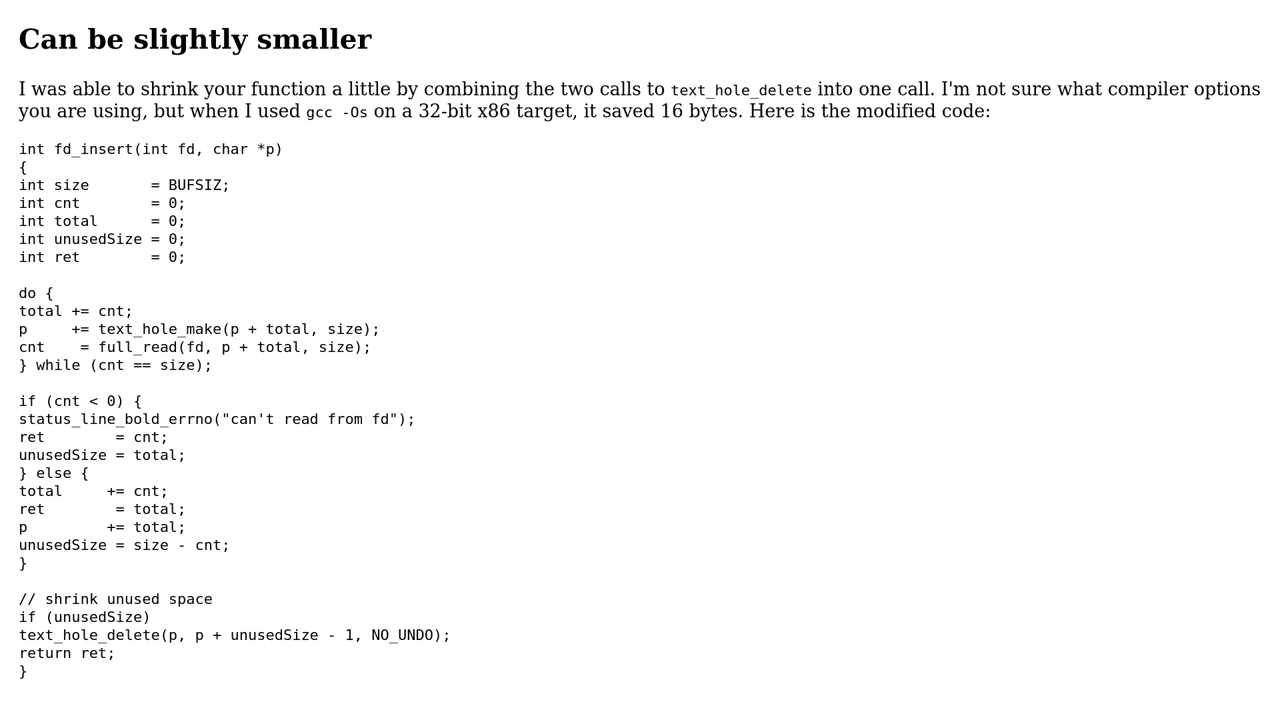 Can be slightly smaller
I was able to shrink your function a little by combining the two calls to text_hole_delete into one call. I'm not sure what compiler options
you are using, but when I used gcc -Os on a 32-bit x86 target, it saved 16 bytes. Here is the modified code:
int fd_insert(int fd, char *p)
{
int size       = BUFSIZ;
int cnt        = 0;
int total      = 0;
int unusedSize = 0;
int ret        = 0;

do {
total += cnt;
p     += text_hole_make(p + total, size);
cnt    = full_read(fd, p + total, size);
} while (cnt == size);

if (cnt < 0) {
status_line_bold_errno("can't read from fd");
ret        = cnt;
unusedSize = total;
} else {
total     += cnt;
ret        = total;
p         += total;
unusedSize = size - cnt;
}

// shrink unused space
if (unusedSize)
text_hole_delete(p, p + unusedSize - 1, NO_UNDO);
return ret;
}